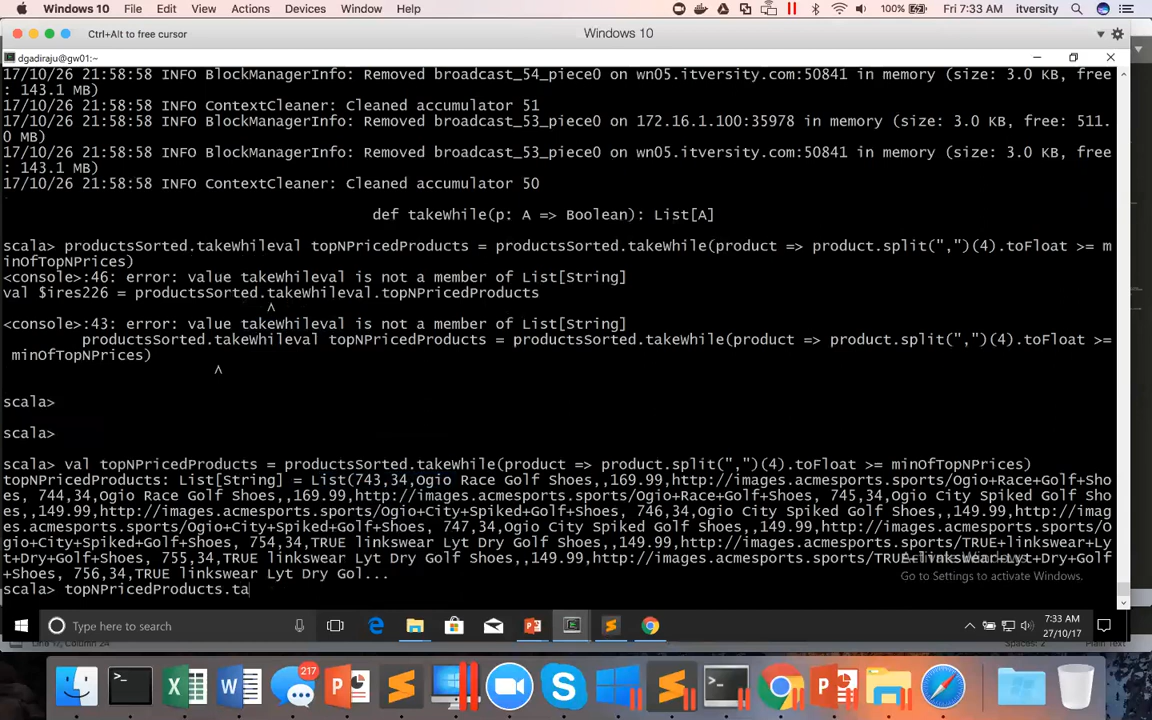 Windows 10 File Edit View Actions Devices Window Help 100% Fri 7:33 AM itversity
Ctrl+Alt to free cursor Windows 10
dgadiraju@gw01:~
17/10/26 21:58:58 INFO BlockManagerInfo: Removed broadcast_54_piece0 on wn05.itversity.com:50841 in memory (size: 3.0 KB, free
: 143.1 MB)
17/10/26 21:58:58 INFO ContextCleaner: Cleaned accumulator 51
17/10/26 21:58:58 INFO BlockManagerInfo: Removed broadcast_53_piece0 on 172.16.1.100:35978 in memory (size: 3.0 KB, free: 511.
0 MB)
17/10/26 21:58:58 INFO BlockManagerInfo: Removed broadcast_53_piece0 on wn05.itversity.com:50841 in memory (size: 3.0 KB, free
: 143.1 MB)
17/10/26 21:58:58 INFO ContextCleaner: Cleaned accumulator 50
def takeWhile(p: A => Boolean): List[A]
scala> productsSorted.takeWhileval topNPricedProducts = productsSorted.takeWhile(product => product.split(",")(4).toFloat >= m
inOfTopNPrices)
<console>:46: error: value takeWhileval is not a member of List[String]
val $ires226 = productsSorted.takeWhileval.topNPricedProducts
^
<console>:43: error: value takeWhileval is not a member of List[String]
productsSorted.takeWhileval topNPricedProducts = productsSorted.takeWhile(product => product.split(",")(4).toFloat >=
minOfTopNPrices)
^
scala>
scala>
scala> val topNPricedProducts = productsSorted.takeWhile(product => product.split(",")(4).toFloat >= minOfTopNPrices)
topNPricedProducts: List[String] = List(743,34,Ogio Race Golf Shoes,,169.99,http://images.acmesports.sports/Ogio+Race+Golf+Sho
es, 744,34,Ogio Race Golf Shoes,,169.99,http://images.acmesports.sports/Ogio+Race+Golf+Shoes, 745,34,Ogio City Spiked Golf Sho
es,,149.99,http://images.acmesports.sports/Ogio+City+Spiked+Golf+Shoes, 746,34,Ogio City Spiked Golf Shoes,,149.99,http://imag
es.acmesports.sports/Ogio+City+Spiked+Golf+Shoes, 747,34,Ogio City Spiked Golf Shoes,,149.99,http://images.acmesports.sports/O
gio+City+Spiked+Golf+Shoes, 754,34,TRUE linkswear Lyt Dry Golf Shoes,,149.99,http://images.acmesports.sports/TRUE+linkswear+Ly
t+Dry+Golf+Shoes, 755,34,TRUE linkswear Lyt Dry Golf Shoes,,149.99,http://images.acmesports.sports/TRUE+linkswear+Lyt+Dry+Golf
+Shoes, 756,34,TRUE linkswear Lyt Dry Gol...
Activate Windows
Go to Settings to activate Windows.
scala> topNPricedProducts.ta
Type here to search
7:33 AM
27/10/17
Plain Text
217